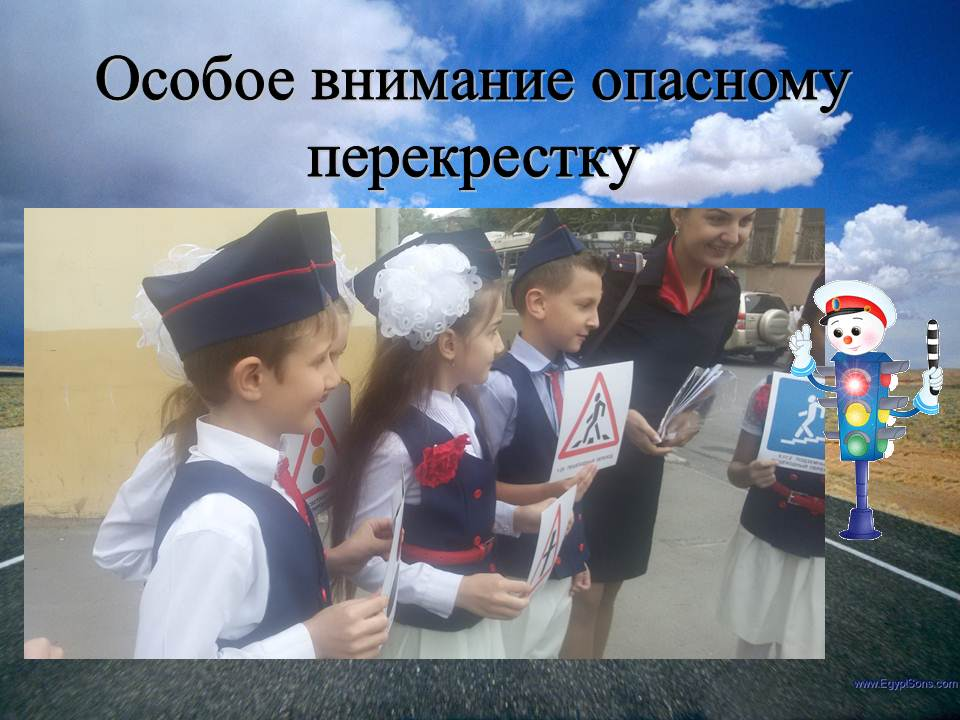 Особое внимание опасному
перекрестку
www.EgyptSons.com